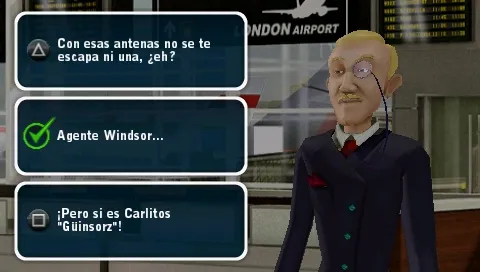 Con esas antenas no se te
escapa ni una, ¿eh?
LONDON AIRPORT
Agente Windsor...
¡Pero si es Carlitos
"Güinsorz"!